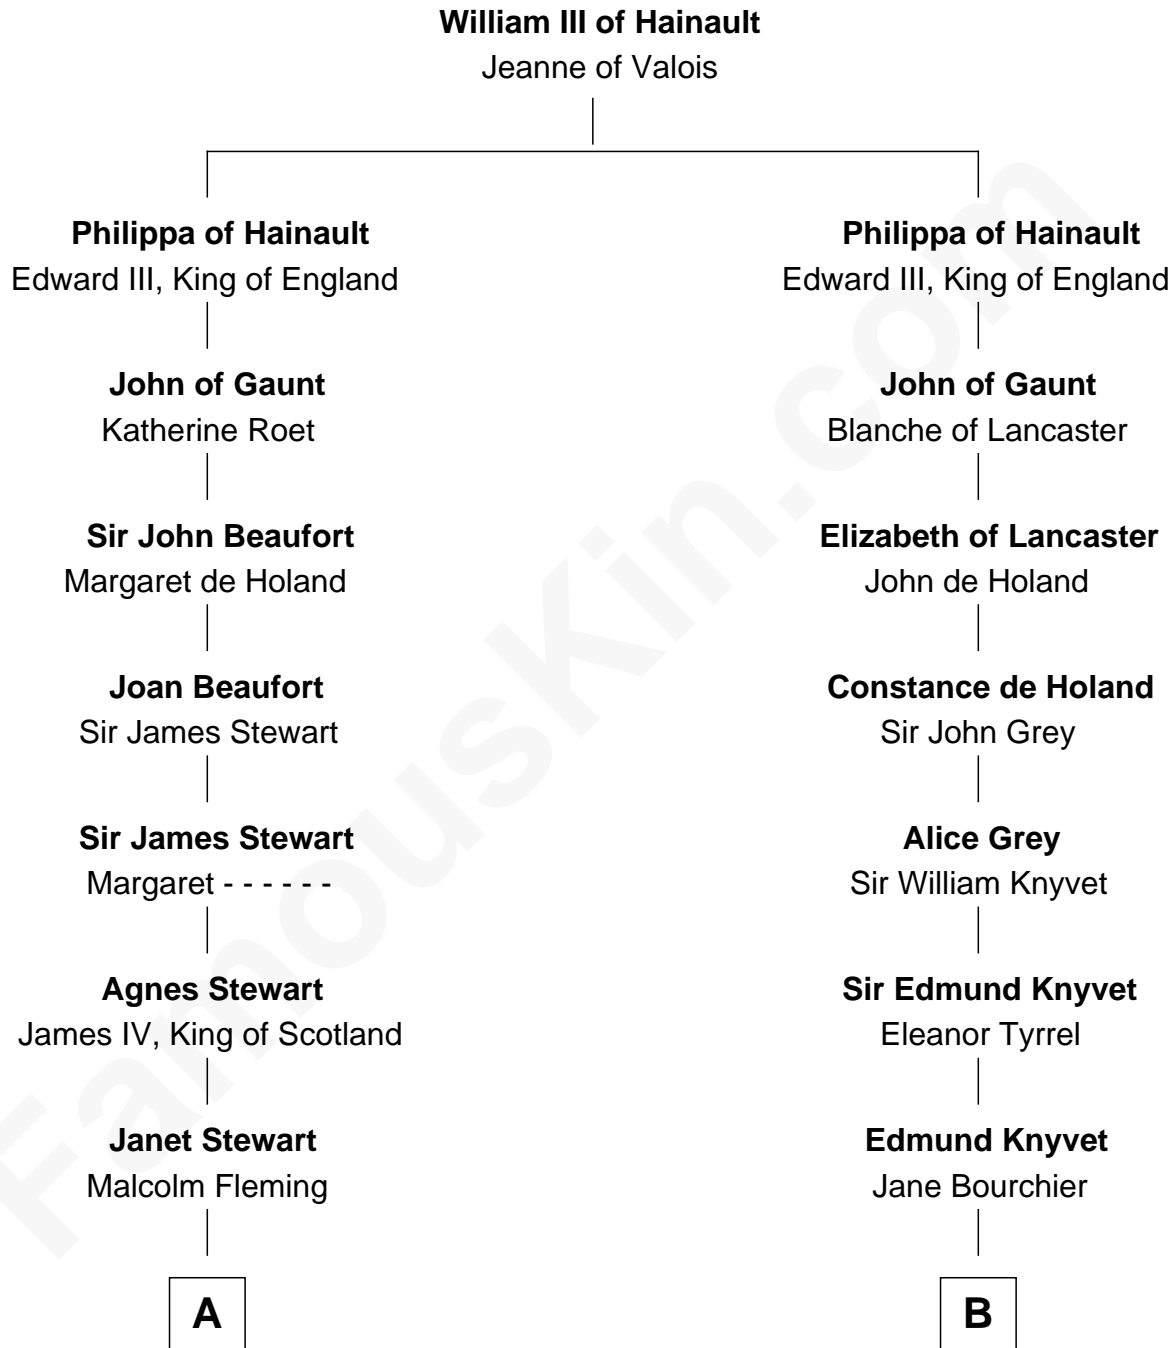 William III of Hainault
Jeanne of Valois
Philippa of Hainault
Edward III, King of England
John of Gaunt
Katherine Roet
Sir John Beaufort
Margaret de Holand
Joan Beaufort
Sir James Stewart
Sir James Stewart
Margaret - - - - - -
Agnes Stewart
James IV, King of Scotland
Janet Stewart
Malcolm Fleming
A
Philippa of Hainault
Edward III, King of England
John of Gaunt
Blanche of Lancaster
Elizabeth of Lancaster
John de Holand
Constance de Holand
Sir John Grey
Alice Grey
Sir William Knyvet
Sir Edmund Knyvet
Eleanor Tyrrel
Edmund Knyvet
Jane Bourchier
B
FamousKin.com